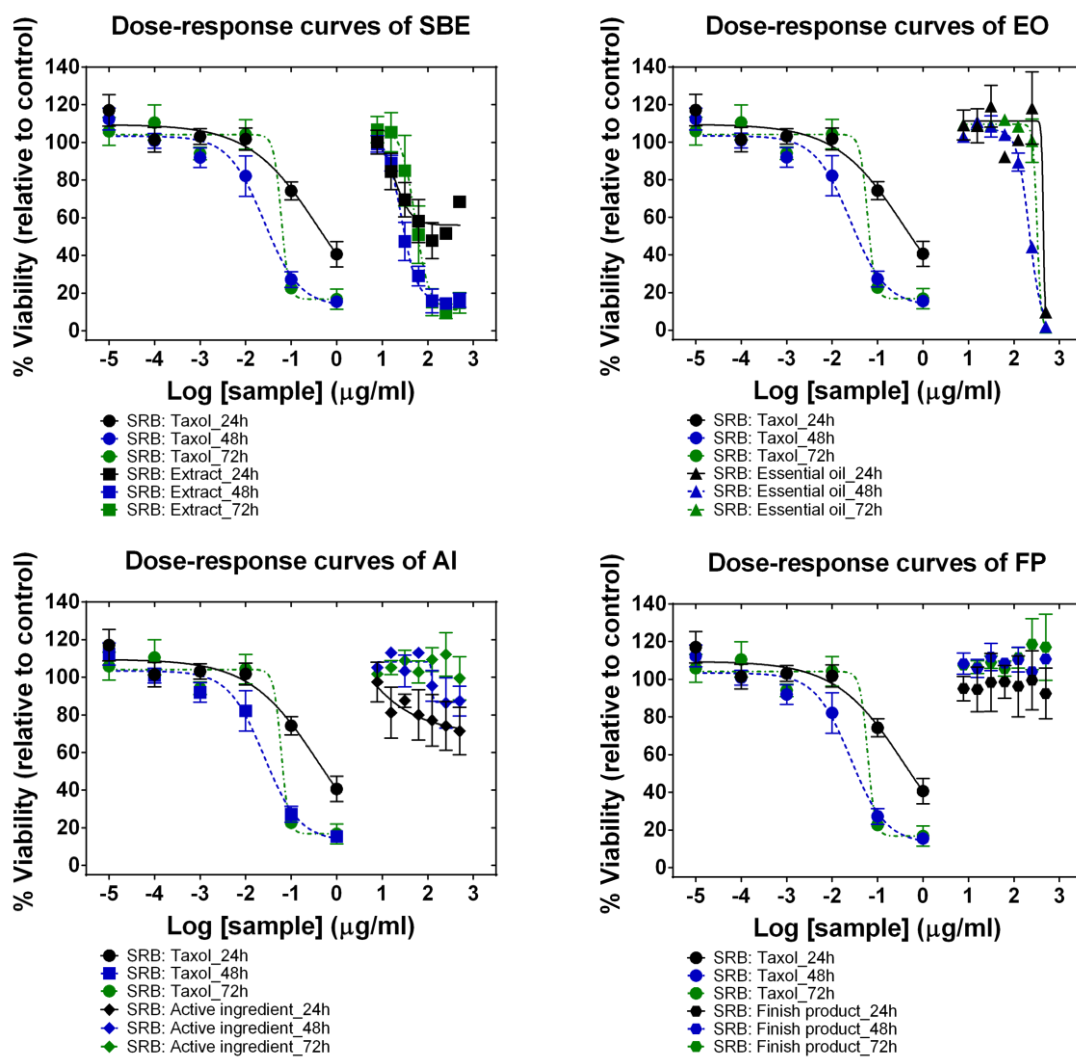 Dose-response curves of SBE
% Viability (relative to control)
140
120
100
80
60
40
20
0
-5 -4 -3 -2 -1 0 1 2 3
Log [sample] (μg/ml)
SRB: Taxol_24h
SRB: Taxol_48h
SRB: Taxol_72h
SRB: Extract_24h
SRB: Extract_48h
SRB: Extract_72h
Dose-response curves of EO
% Viability (relative to control)
140
120
100
80
60
40
20
0
-5 -4 -3 -2 -1 0 1 2 3
Log [sample] (μg/ml)
SRB: Taxol_24h
SRB: Taxol_48h
SRB: Taxol_72h
SRB: Essential oil_24h
SRB: Essential oil_48h
SRB: Essential oil_72h
Dose-response curves of AI
% Viability (relative to control)
140
120
100
80
60
40
20
0
-5 -4 -3 -2 -1 0 1 2 3
Log [sample] (μg/ml)
SRB: Taxol_24h
SRB: Taxol_48h
SRB: Taxol_72h
SRB: Active ingredient_24h
SRB: Active ingredient_48h
SRB: Active ingredient_72h
Dose-response curves of FP
% Viability (relative to control)
140
120
100
80
60
40
20
0
-5 -4 -3 -2 -1 0 1 2 3
Log [sample] (μg/ml)
SRB: Taxol_24h
SRB: Taxol_48h
SRB: Taxol_72h
SRB: Finish product_24h
SRB: Finish product_48h
SRB: Finish product_72h